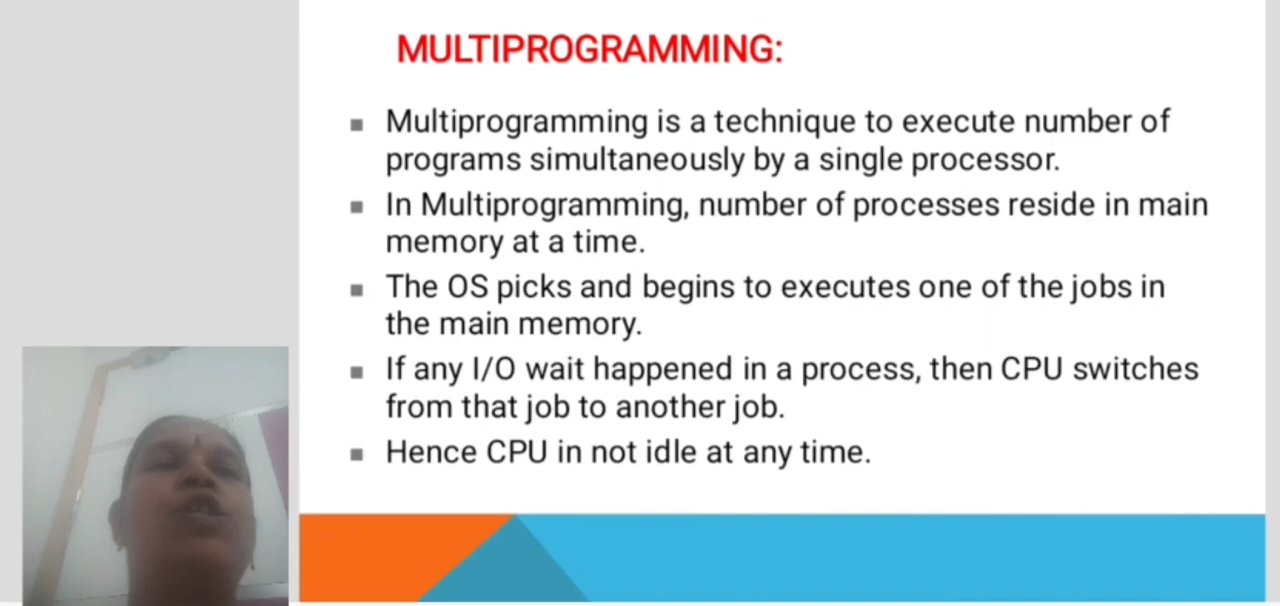 MULTIPROGRAMMING:
Multiprogramming is a technique to execute number of
programs simultaneously by a single processor.
In Multiprogramming, number of processes reside in main
memory at a time.
The OS picks and begins to executes one of the jobs in
the main memory.
If any I/O wait happened in a process, then CPU switches
from that job to another job.
Hence CPU in not idle at any time.